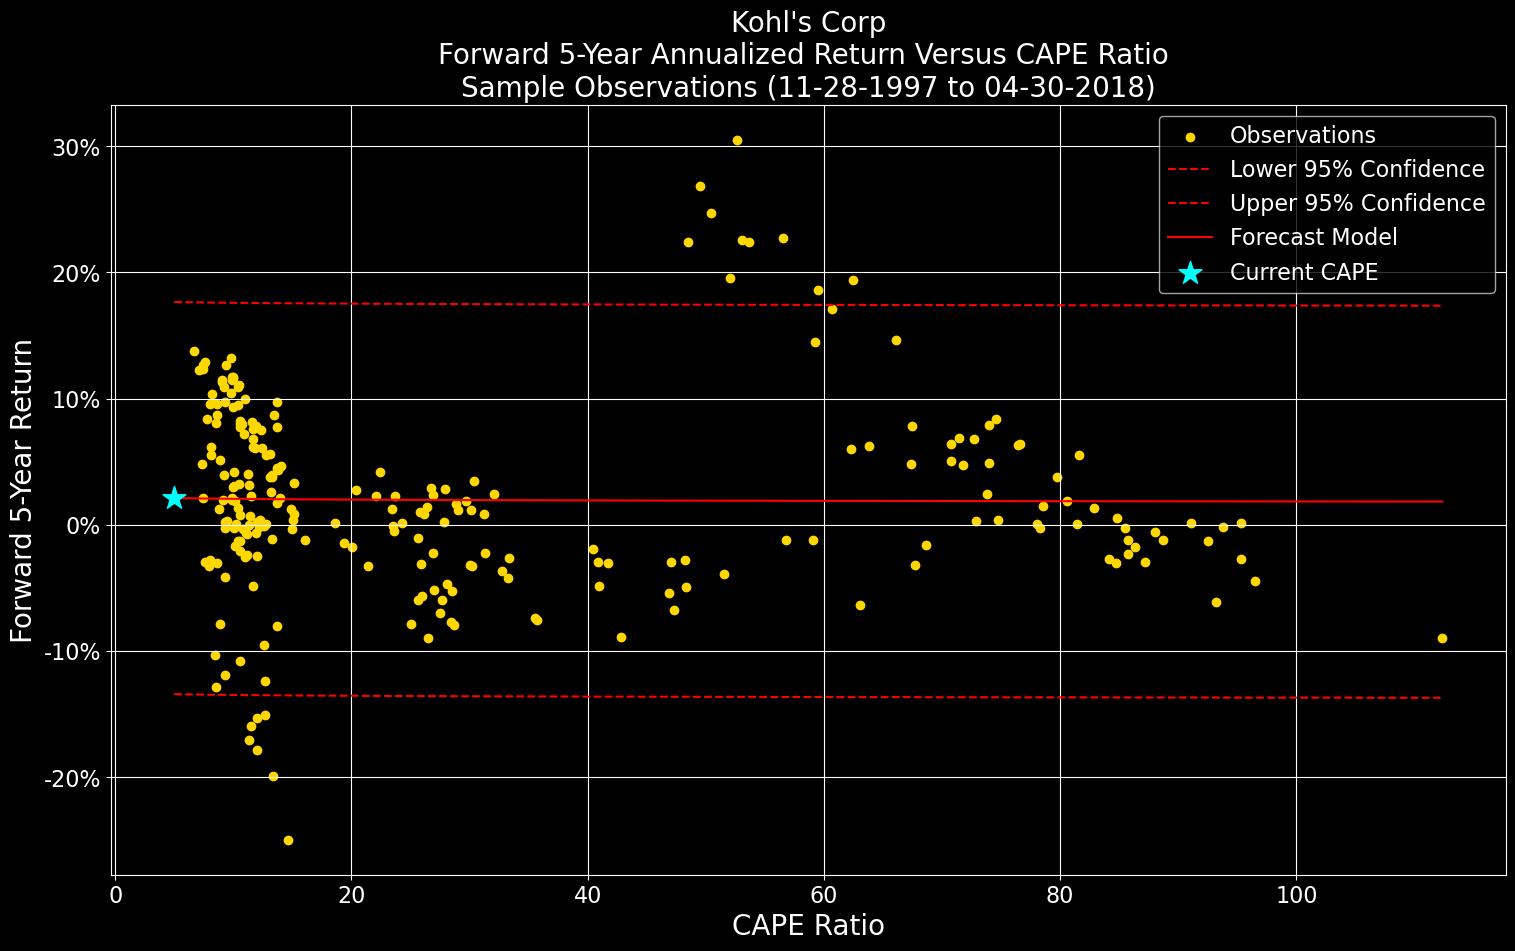 Kohl's Corp
Forward 5-Year Annualized Return Versus CAPE Ratio
Sample Observations (11-28-1997 to 04-30-2018)
Observations
Lower 95% Confidence
Upper 95% Confidence
Forecast Model
Current CAPE
Forward 5-Year Return
30%
20%
10%
0%
-10%
-20%
0 20 40 60 80 100
CAPE Ratio